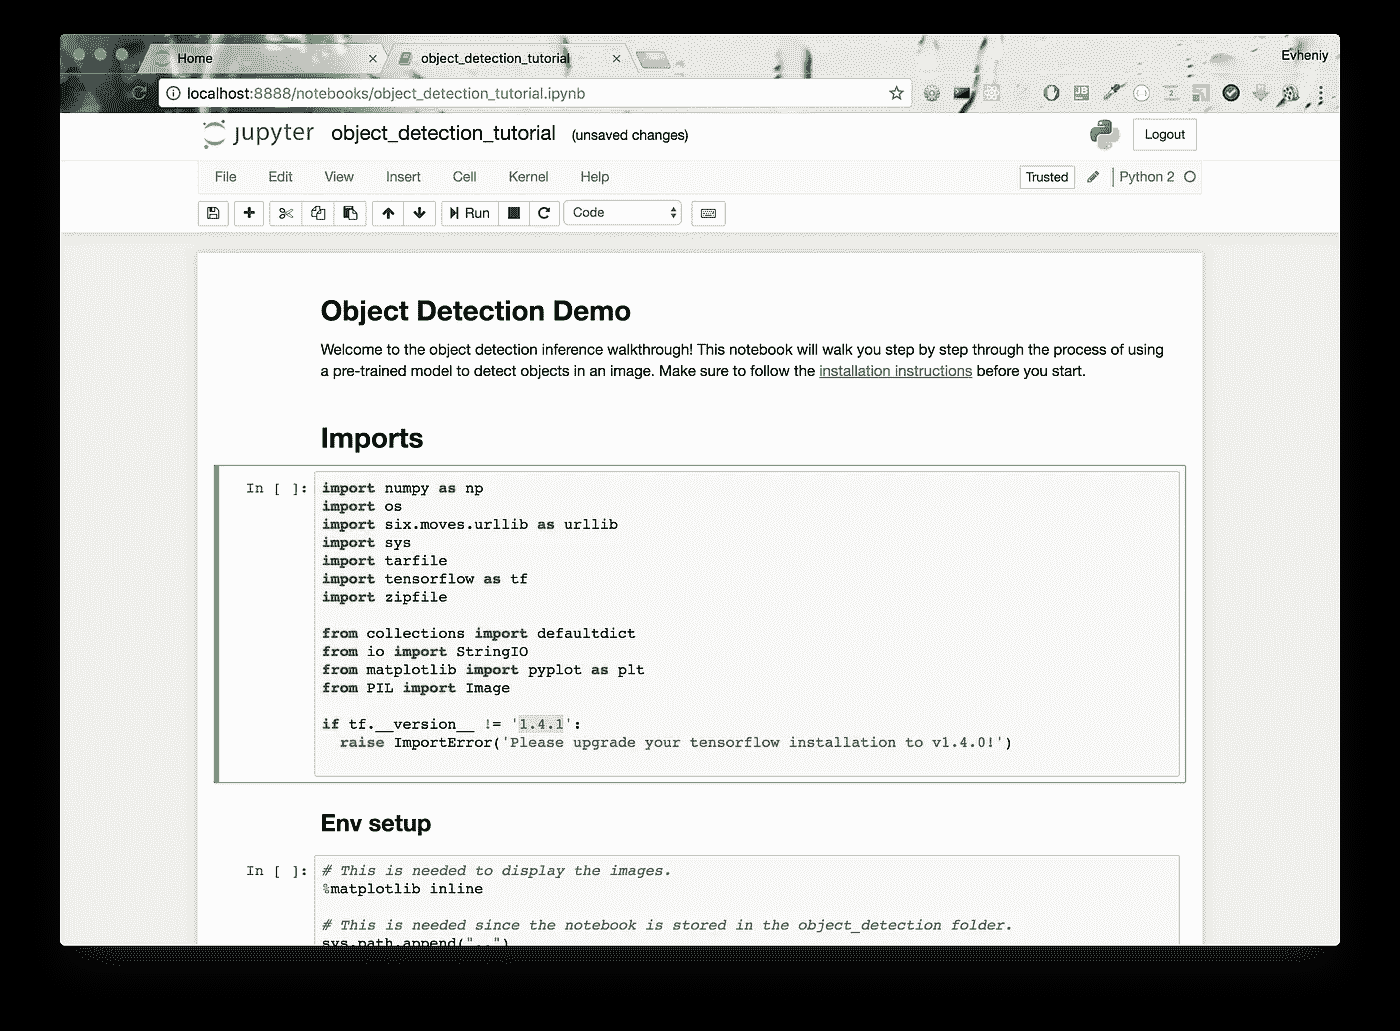 Home
object_detection_tutorial
Evheniy
localhost:8888/notebooks/object_detection_tutorial.ipynb
jupyter object_detection_tutorial (unsaved changes)
Logout
File Edit View Insert Cell Kernel Help
Trusted
Python 2
Run
Code
Object Detection Demo
Welcome to the object detection inference walkthrough! This notebook will walk you step by step through the process of using
a pre-trained model to detect objects in an image. Make sure to follow the installation instructions before you start.
Imports
In [ ]:
import numpy as np
import os
import six.moves.urllib as urllib
import sys
import tarfile
import tensorflow as tf
import zipfile
from collections import defaultdict
from io import StringIO
from matplotlib import pyplot as plt
from PIL import Image
if tf.__version__ != '1.4.1':
  raise ImportError('Please upgrade your tensorflow installation to v1.4.0!')
Env setup
In [ ]:
# This is needed to display the images.
%matplotlib inline
# This is needed since the notebook is stored in the object_detection folder.
sys.path.append("..")